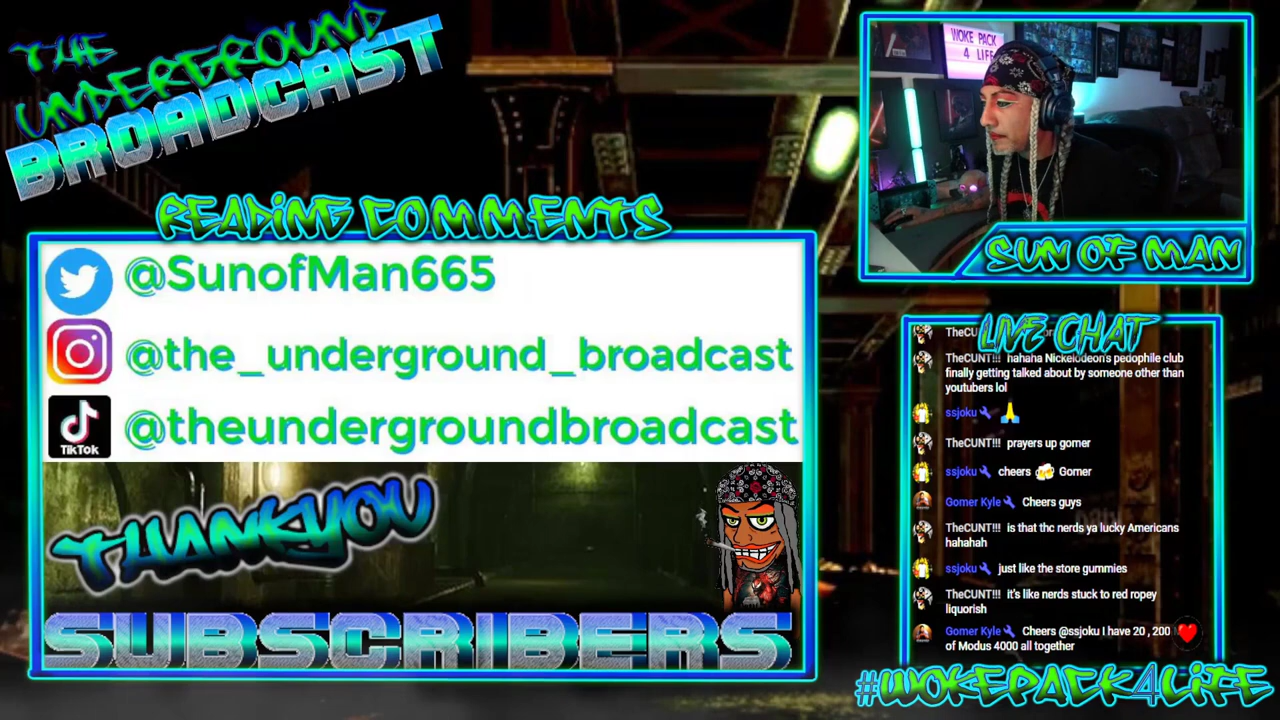 THE
UNDERGROUND
BROADCAST
READING COMMENTS
@SunofMan665
@the_underground_broadcast
TikTok
@theundergroundbroadcast
THANK YOU
SUBSCRIBERS
WOKE PACK
4 LIFE
SUN OF MAN
LIVE CHAT
TheCUNT!!! hahaha Nickelodeon's pedophile club
finally getting talked about by someone other than
youtubers lol
ssjoku 🔧 🙏
TheCUNT!!! prayers up gomer
ssjoku 🔧 cheers 🍻 Gomer
Gomer Kyle 🔧 Cheers guys
TheCUNT!!! is that thc nerds ya lucky Americans
hahahah
ssjoku 🔧 just like the store gummies
TheCUNT!!! it's like nerds stuck to red ropey
liquorish
Gomer Kyle 🔧 Cheers @ssjoku I have 20 , 200
of Modus 4000 all together
#WOKEPACK4LIFE